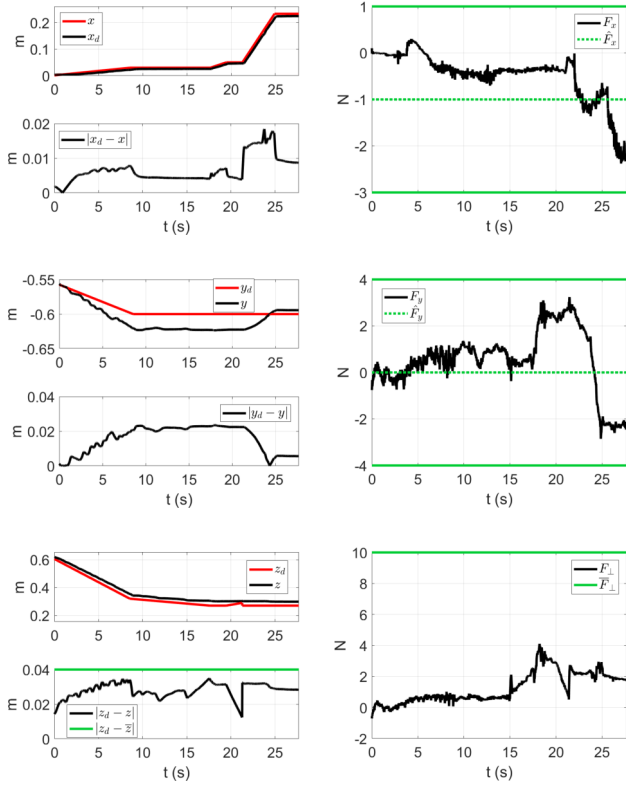 0.2
0.1
0
m
x
x_d
0 5 10 15 20 25
0.02
0.01
0
m
|x_d − x|
0 5 10 15 20 25
t (s)
1
0
-1
-2
-3
N
F_x
F̂_x
0 5 10 15 20 25
t (s)
-0.55
-0.6
-0.65
m
y_d
y
0 5 10 15 20 25
0.04
0.02
0
m
|y_d − y|
0 5 10 15 20 25
t (s)
4
2
0
-2
-4
N
F_y
F̂_y
0 5 10 15 20 25
t (s)
0.6
0.4
0.2
m
z_d
z
0 5 10 15 20 25
0.04
0.02
0
m
|z_d − z|
|z_d − z̅|
0 5 10 15 20 25
t (s)
10
8
6
4
2
0
-2
N
F_⊥
F̅_⊥
0 5 10 15 20 25
t (s)